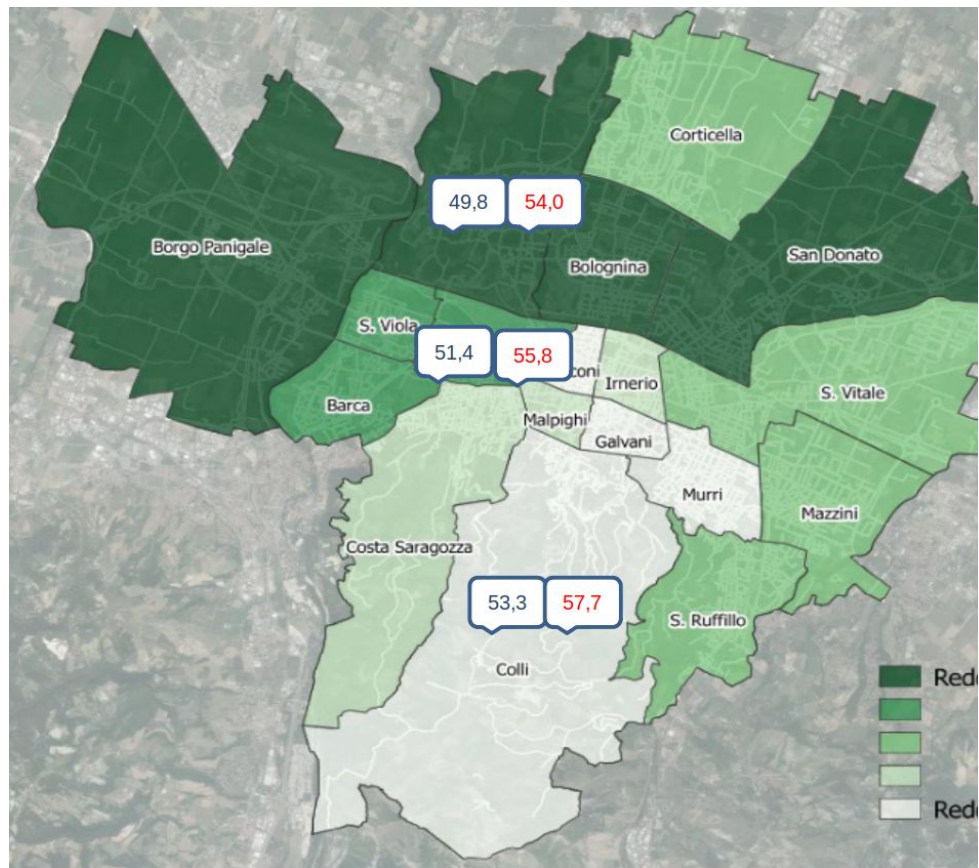 Corticella
49,8
54,0
Borgo Panigale
Bolognina
San Donato
S. Viola
51,4
55,8
coni
Irnerio
S. Vitale
Barca
Malpighi
Galvani
Murri
Mazzini
Costa Saragozza
53,3
57,7
S. Ruffillo
Colli